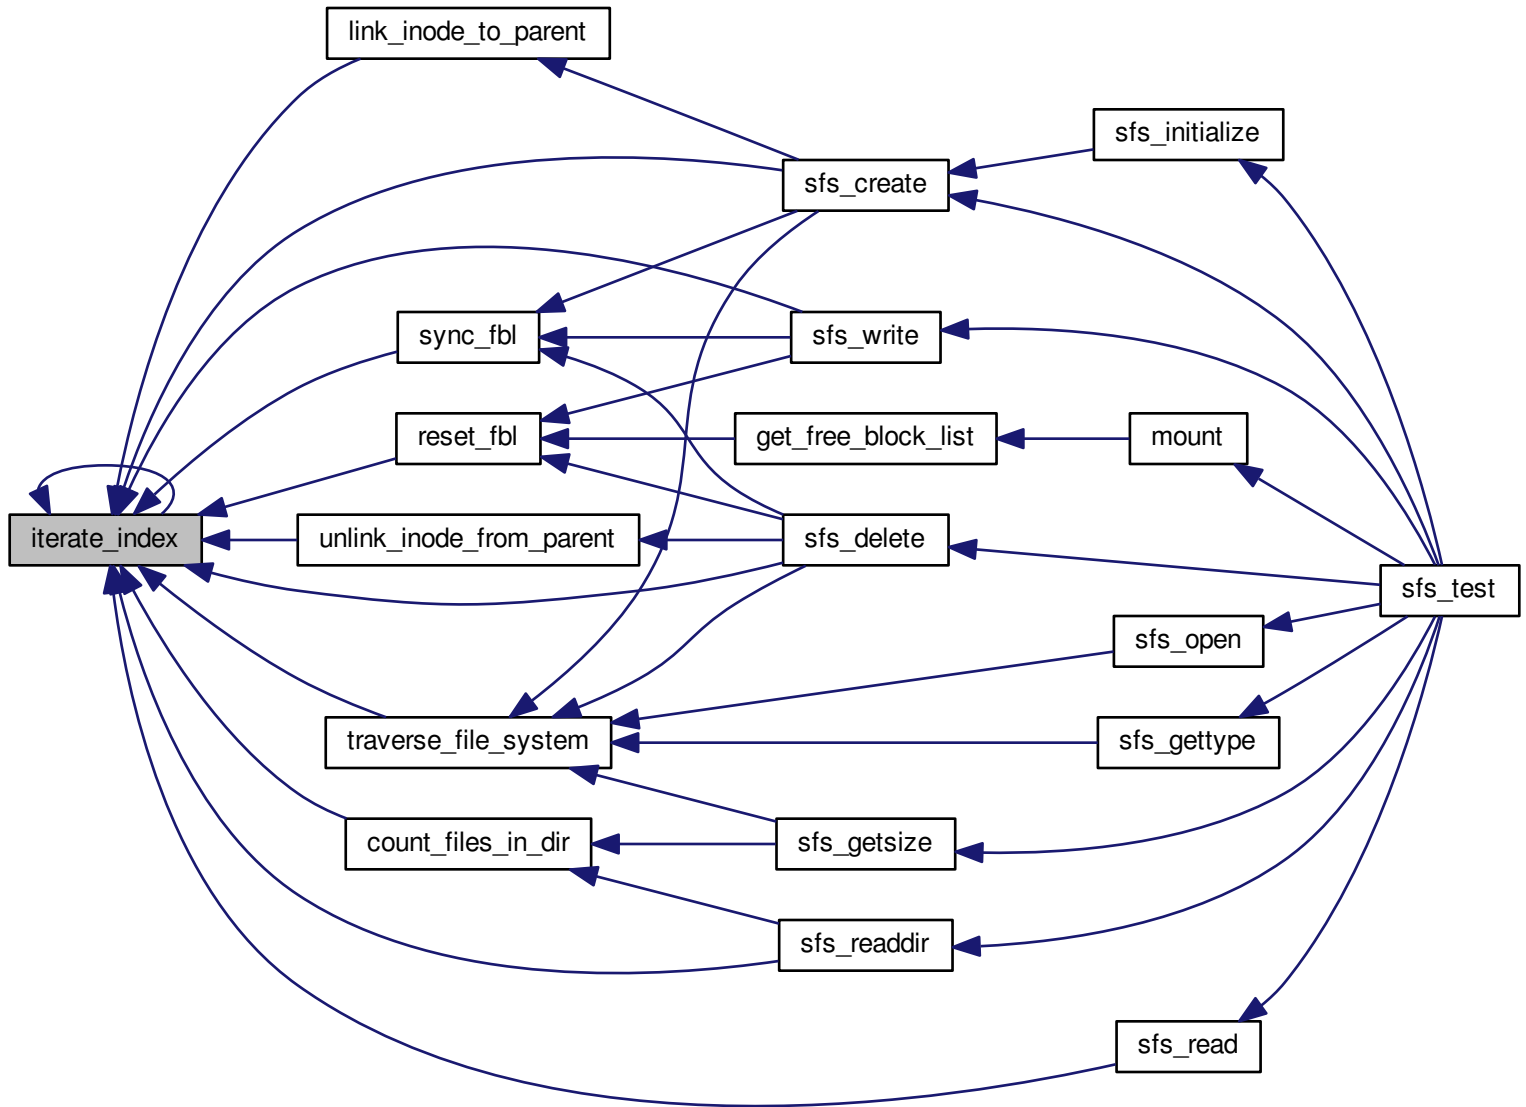 link_inode_to_parent
sfs_initialize
sfs_create
sync_fbl
sfs_write
reset_fbl
get_free_block_list
mount
iterate_index
unlink_inode_from_parent
sfs_delete
sfs_test
sfs_open
traverse_file_system
sfs_gettype
count_files_in_dir
sfs_getsize
sfs_readdir
sfs_read